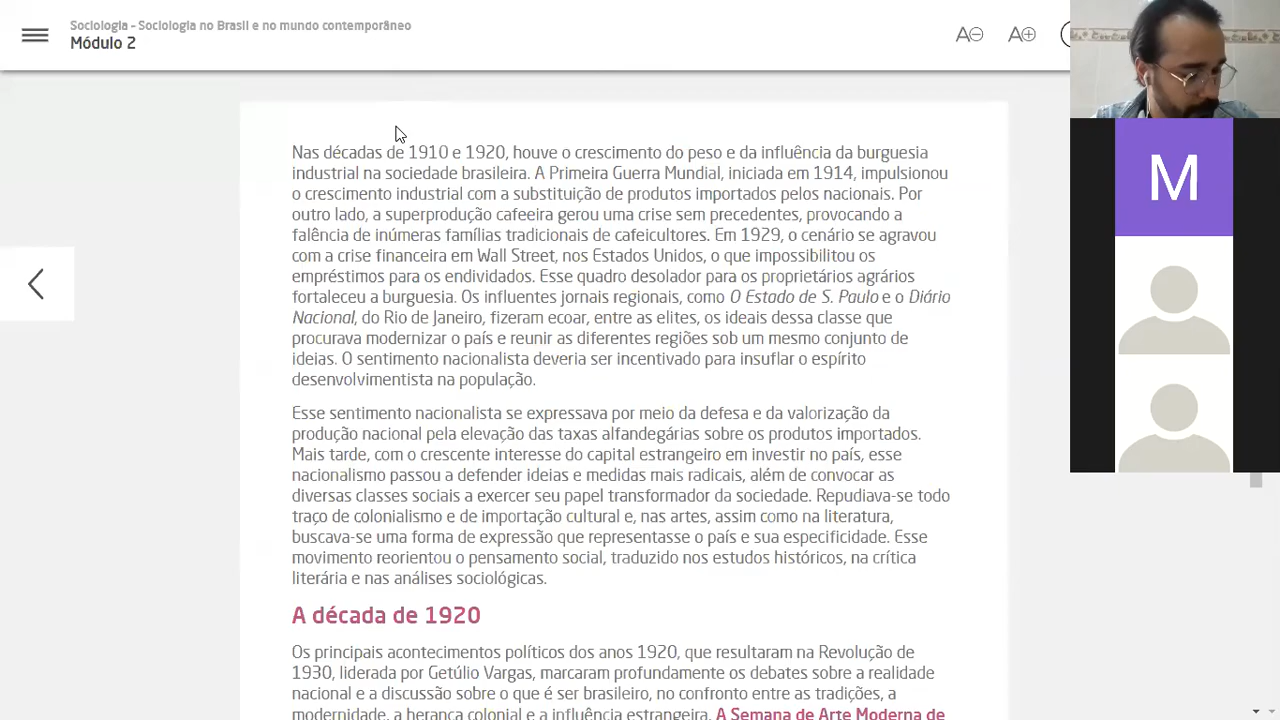 Sociologia – Sociologia no Brasil e no mundo contemporâneo
Módulo 2
A
A
Nas décadas de 1910 e 1920, houve o crescimento do peso e da influência da burguesia
industrial na sociedade brasileira. A Primeira Guerra Mundial, iniciada em 1914, impulsionou
o crescimento industrial com a substituição de produtos importados pelos nacionais. Por
outro lado, a superprodução cafeeira gerou uma crise sem precedentes, provocando a
falência de inúmeras famílias tradicionais de cafeicultores. Em 1929, o cenário se agravou
com a crise financeira em Wall Street, nos Estados Unidos, o que impossibilitou os
empréstimos para os endividados. Esse quadro desolador para os proprietários agrários
fortaleceu a burguesia. Os influentes jornais regionais, como O Estado de S. Paulo e o Diário
Nacional, do Rio de Janeiro, fizeram ecoar, entre as elites, os ideais dessa classe que
procurava modernizar o país e reunir as diferentes regiões sob um mesmo conjunto de
ideias. O sentimento nacionalista deveria ser incentivado para insuflar o espírito
desenvolvimentista na população.
Esse sentimento nacionalista se expressava por meio da defesa e da valorização da
produção nacional pela elevação das taxas alfandegárias sobre os produtos importados.
Mais tarde, com o crescente interesse do capital estrangeiro em investir no país, esse
nacionalismo passou a defender ideias e medidas mais radicais, além de convocar as
diversas classes sociais a exercer seu papel transformador da sociedade. Repudiava-se todo
traço de colonialismo e de importação cultural e, nas artes, assim como na literatura,
buscava-se uma forma de expressão que representasse o país e sua especificidade. Esse
movimento reorientou o pensamento social, traduzido nos estudos históricos, na crítica
literária e nas análises sociológicas.
A década de 1920
Os principais acontecimentos políticos dos anos 1920, que resultaram na Revolução de
1930, liderada por Getúlio Vargas, marcaram profundamente os debates sobre a realidade
nacional e a discussão sobre o que é ser brasileiro, no confronto entre as tradições, a
modernidade, a herança colonial e a influência estrangeira. A Semana de Arte Moderna de
M